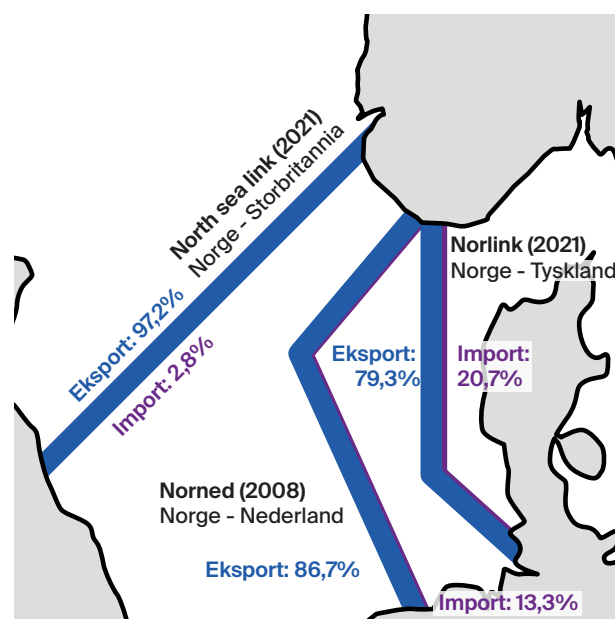 North sea link (2021)
Norge - Storbritannia
Eksport: 97,2%
Import: 2,8%
Norlink (2021)
Norge - Tyskland
Eksport:
79,3%
Import:
20,7%
Norned (2008)
Norge - Nederland
Eksport: 86,7%
Import: 13,3%